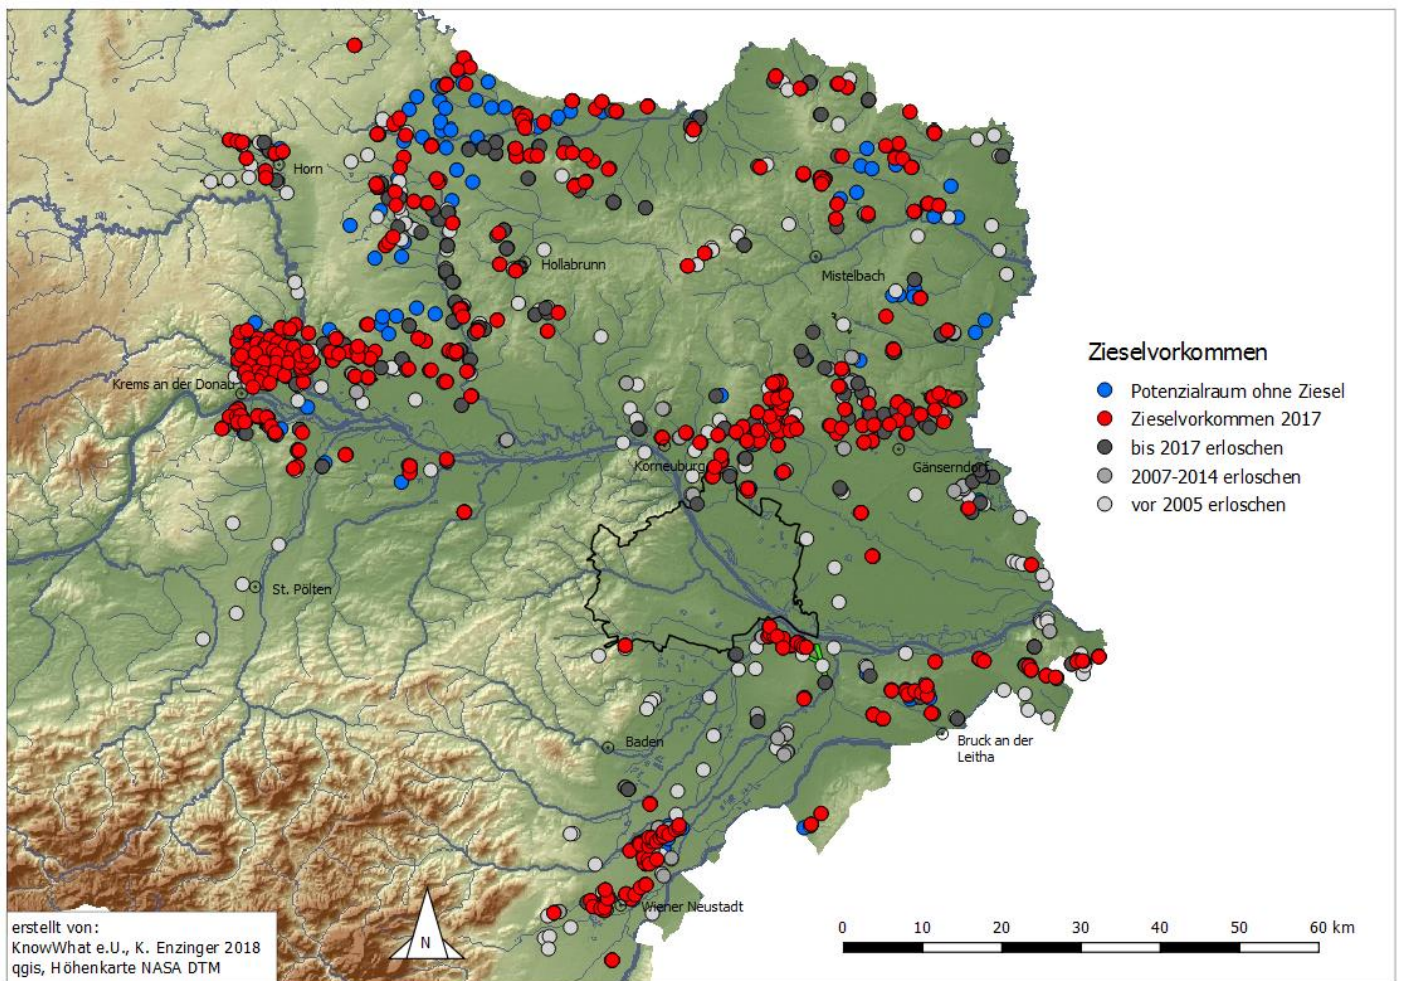 Horn
Hollabrunn
Mistelbach
Zieselvorkommen
Potenzialraum ohne Ziesel
Zieselvorkommen 2017
bis 2017 erloschen
2007-2014 erloschen
vor 2005 erloschen
Krems an der Donau
Korneuburg
Gänserndorf
St. Pölten
Baden
Bruck an der
Leitha
Wiener Neustadt
erstellt von:
KnowWhat e.U., K. Enzinger 2018
qgis, Höhenkarte NASA DTM
N
0 10 20 30 40 50 60 km